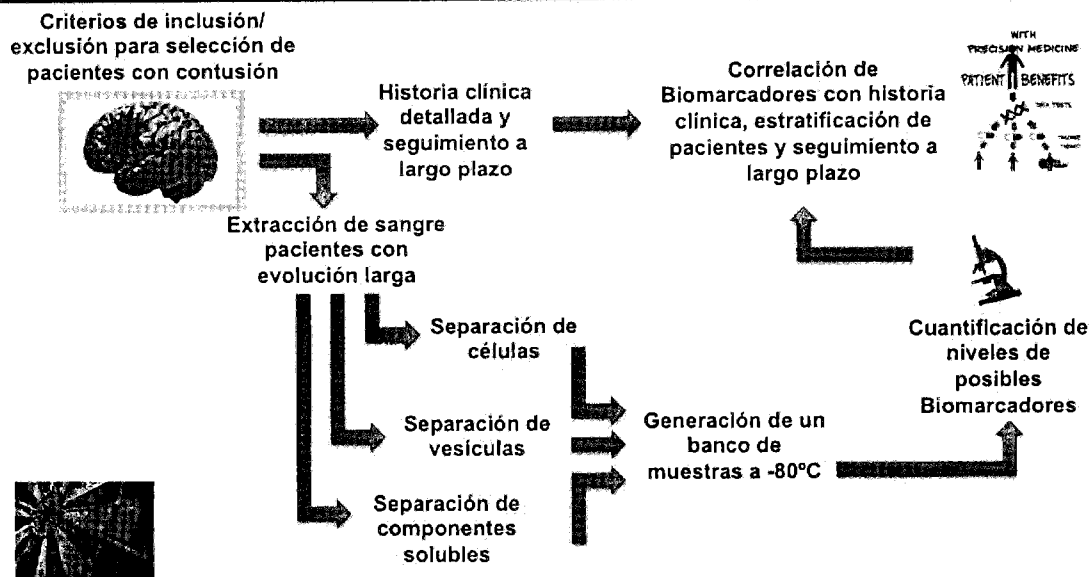 Criterios de inclusión/
exclusión para selección de
pacientes con contusión
Historia clínica
detallada y
seguimiento a
largo plazo
Correlación de
Biomarcadores con historia
clínica, estratificación de
pacientes y seguimiento a
largo plazo
WITH
PRECISION MEDICINE
PATIENT BENEFITS
Extracción de sangre
pacientes con
evolución larga
Separación de
células
Separación de
vesículas
Separación de
componentes
solubles
Generación de un
banco de
muestras a -80ºC
Cuantificación de
niveles de
posibles
Biomarcadores